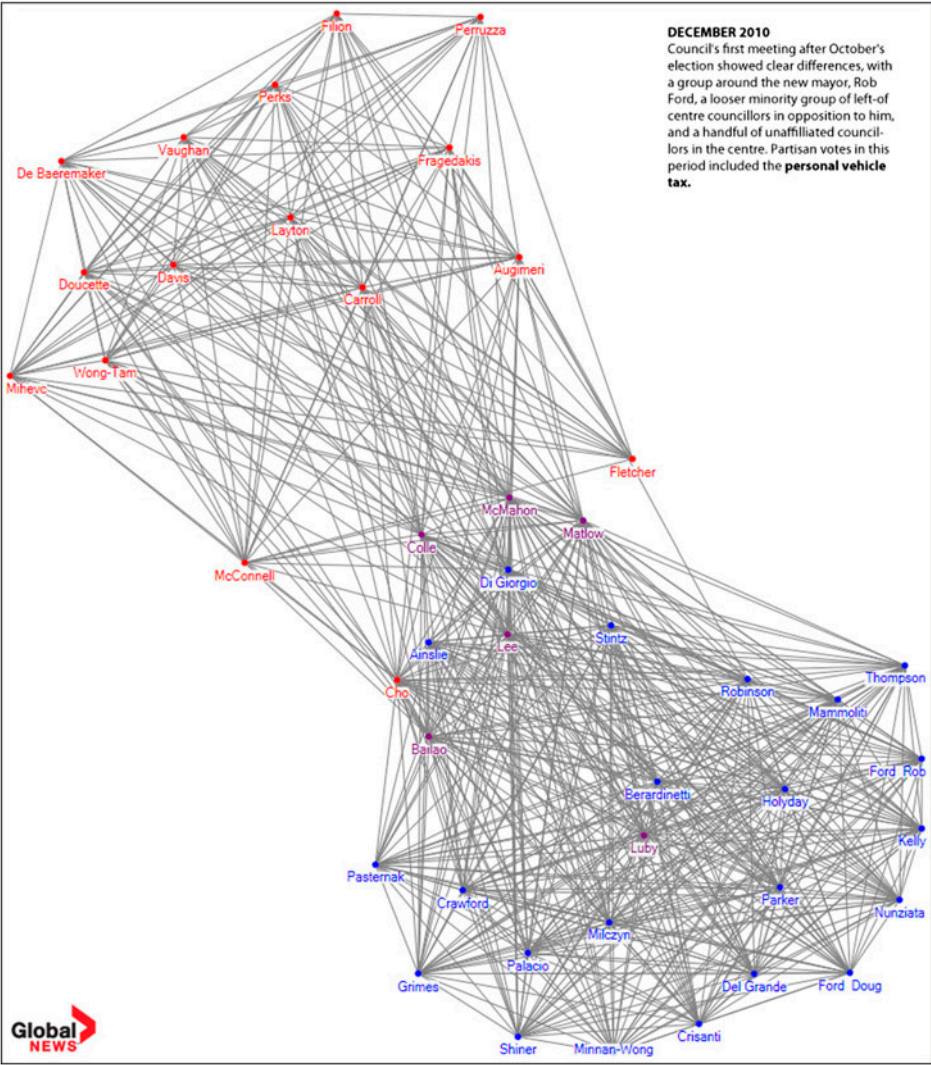 DECEMBER 2010
Council's first meeting after October's
election showed clear differences, with
a group around the new mayor, Rob
Ford, a looser minority group of left-of
centre councillors in opposition to him,
and a handful of unaffilliated council-
lors in the centre. Partisan votes in this
period included the personal vehicle
tax.
Filion
Perruzza
Perks
Vaughan
Fragedakis
De Baeremaker
Layton
Augimeri
Doucette
Davis
Carroll
Wong-Tam
Mihevc
Fletcher
McMahon
Matlow
Colle
McConnell
Di Giorgio
Stintz
Lee
Ainslie
Thompson
Cho
Robinson
Mammoliti
Bailao
Ford Rob
Berardinetti
Holyday
Kelly
Luby
Pasternak
Crawford
Parker
Nunziata
Milczyn
Palacio
Grimes
Del Grande
Ford Doug
Crisanti
Shiner
Minnan-Wong
Global
NEWS